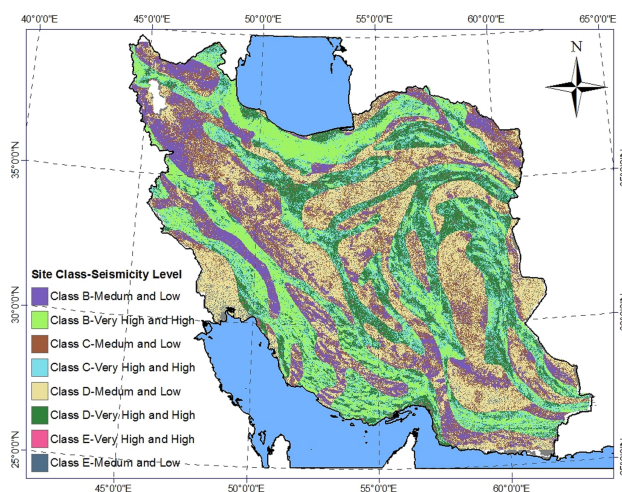 40°0'0"E 45°0'0"E 50°0'0"E 55°0'0"E 60°0'0"E 65°0'0"E
N
35°0'0"N
30°0'0"N
25°0'0"N
Site Class-Seismicity Level
Class B-Medum and Low
Class B-Very High and High
Class C-Medum and Low
Class C-Very High and High
Class D-Medum and Low
Class D-Very High and High
Class E-Very High and High
Class E-Medum and Low
45°0'0"E 50°0'0"E 55°0'0"E 60°0'0"E